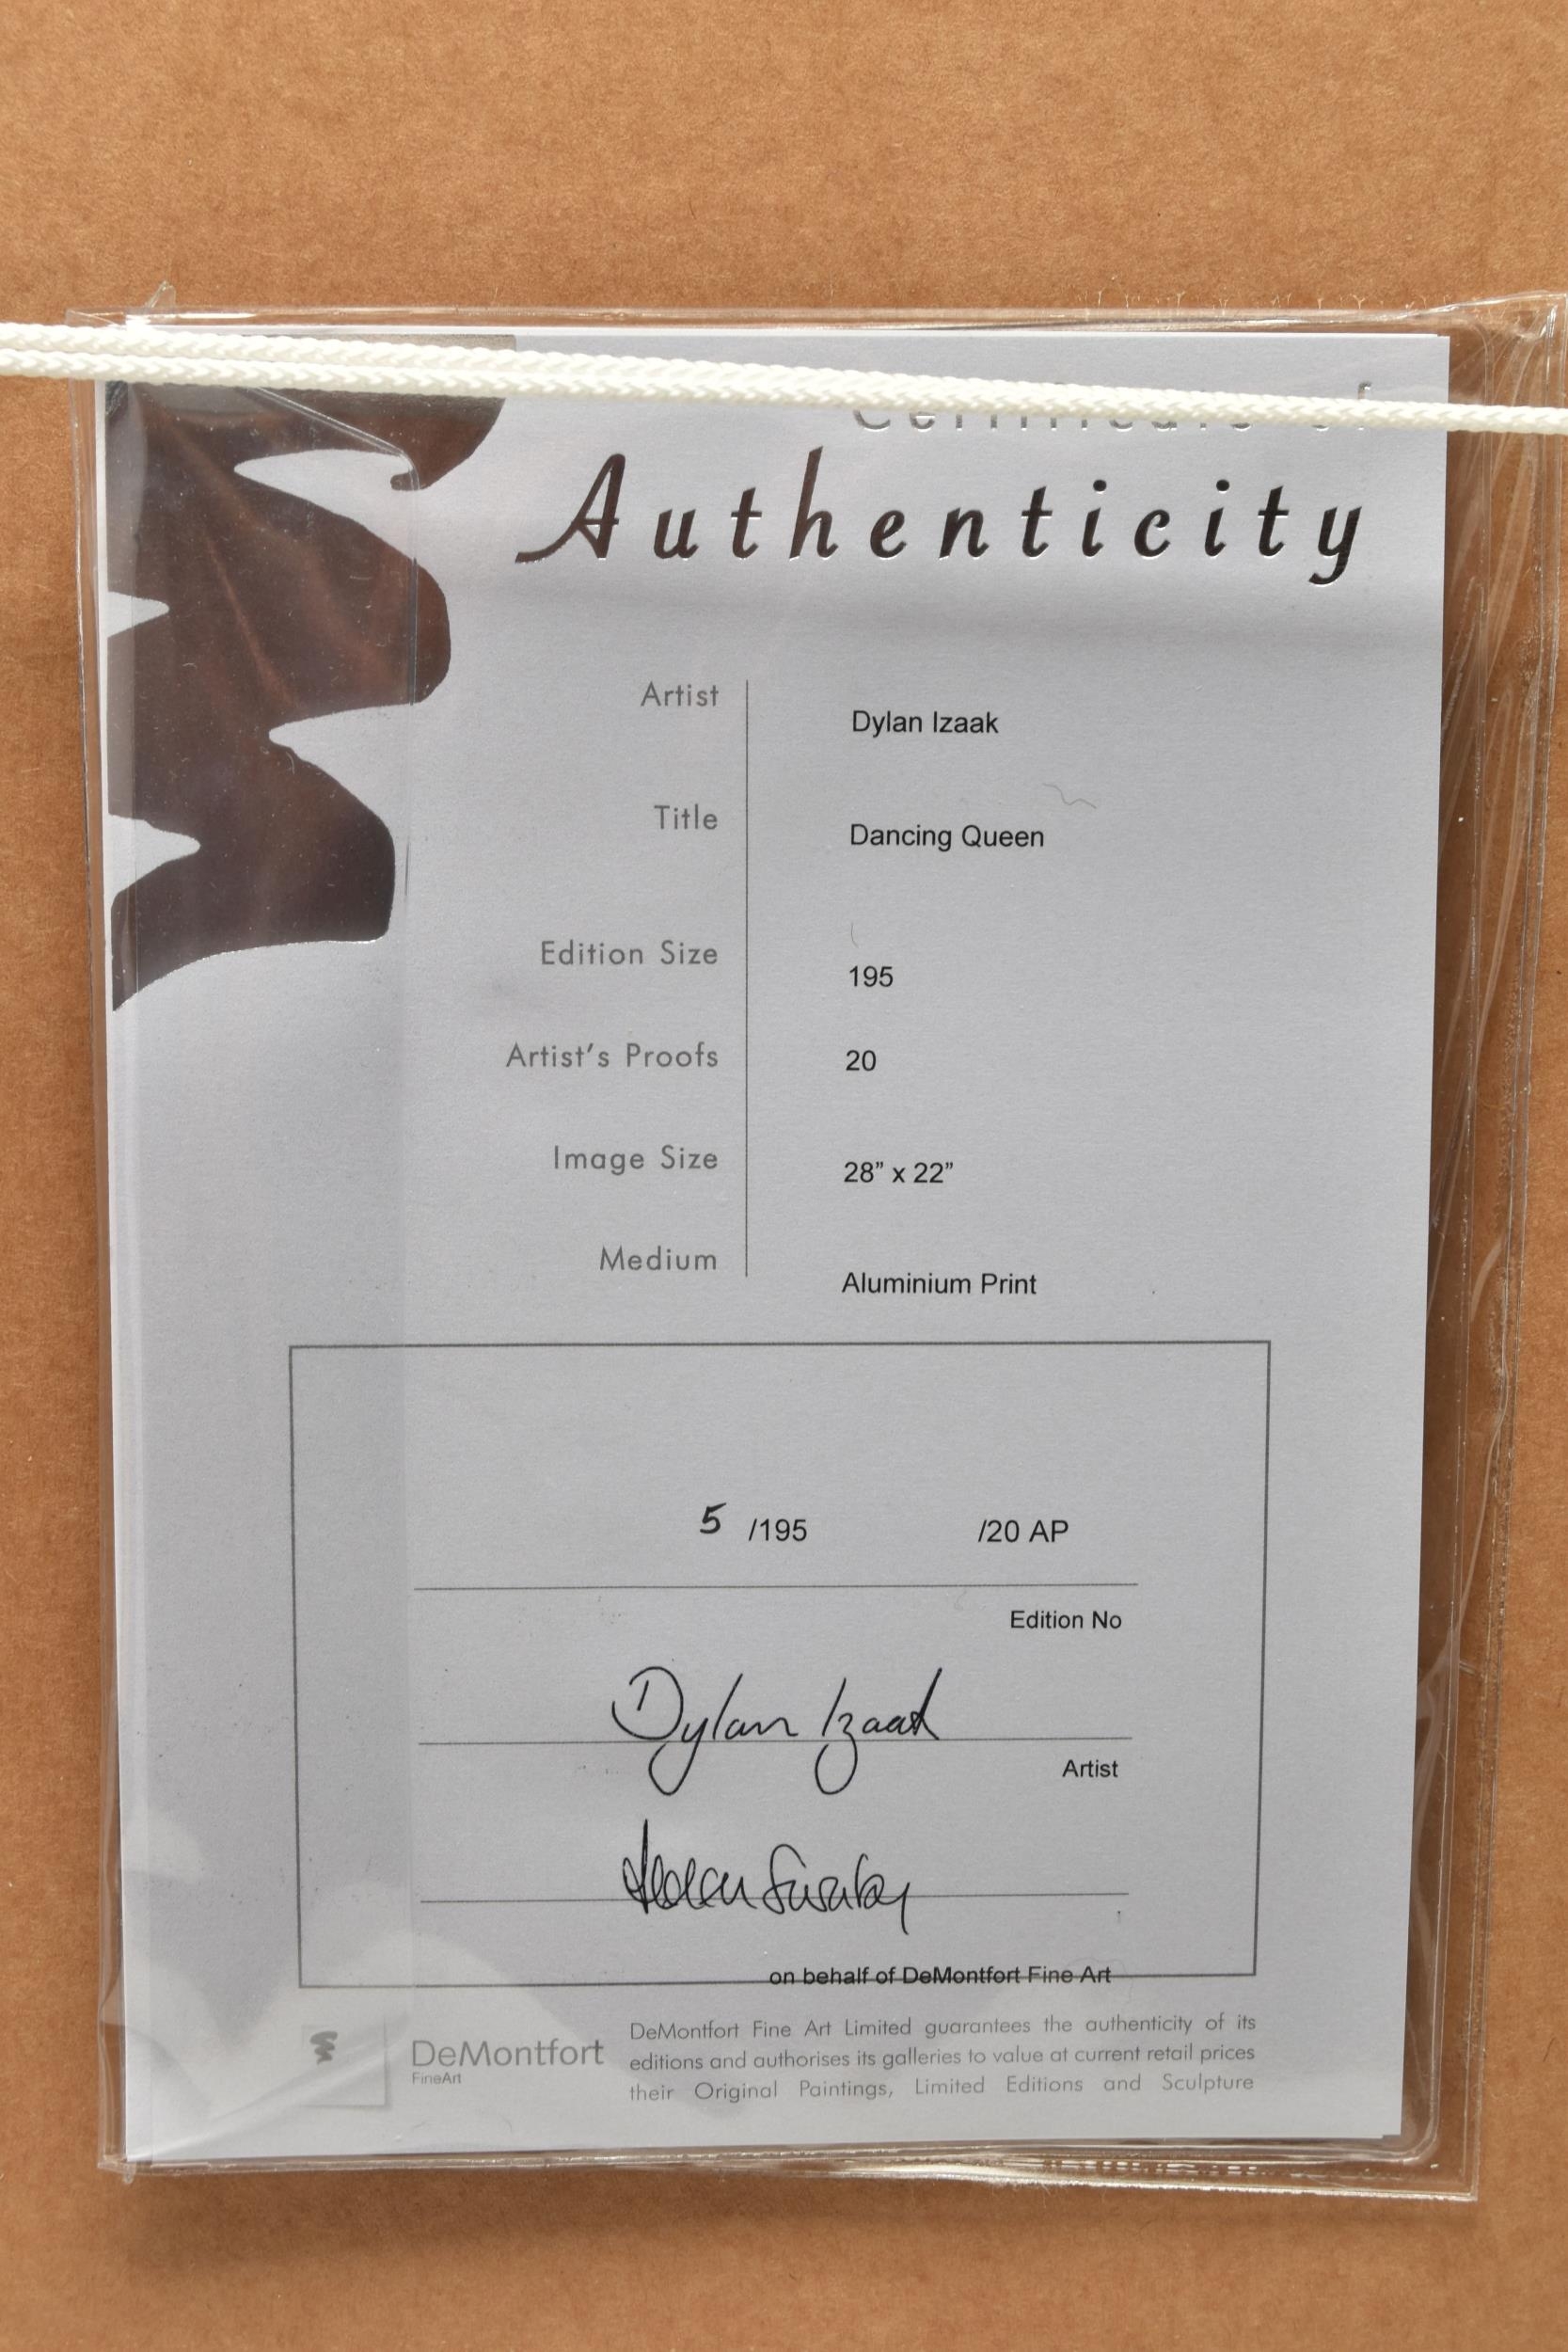 Certificate of
Authenticity
Artist
Dylan Izaak
Title
Dancing Queen
Edition Size
195
Artist's Proofs
20
Image Size
28” x 22”
Medium
Aluminium Print
5 /195 /20 AP
Edition No
Dylan Izaak
Artist
on behalf of DeMontfort Fine Art
DeMontfort
FineArt
DeMontfort Fine Art Limited guarantees the authenticity of its
editions and authorises its galleries to value at current retail prices
their Original Paintings, Limited Editions and Sculpture